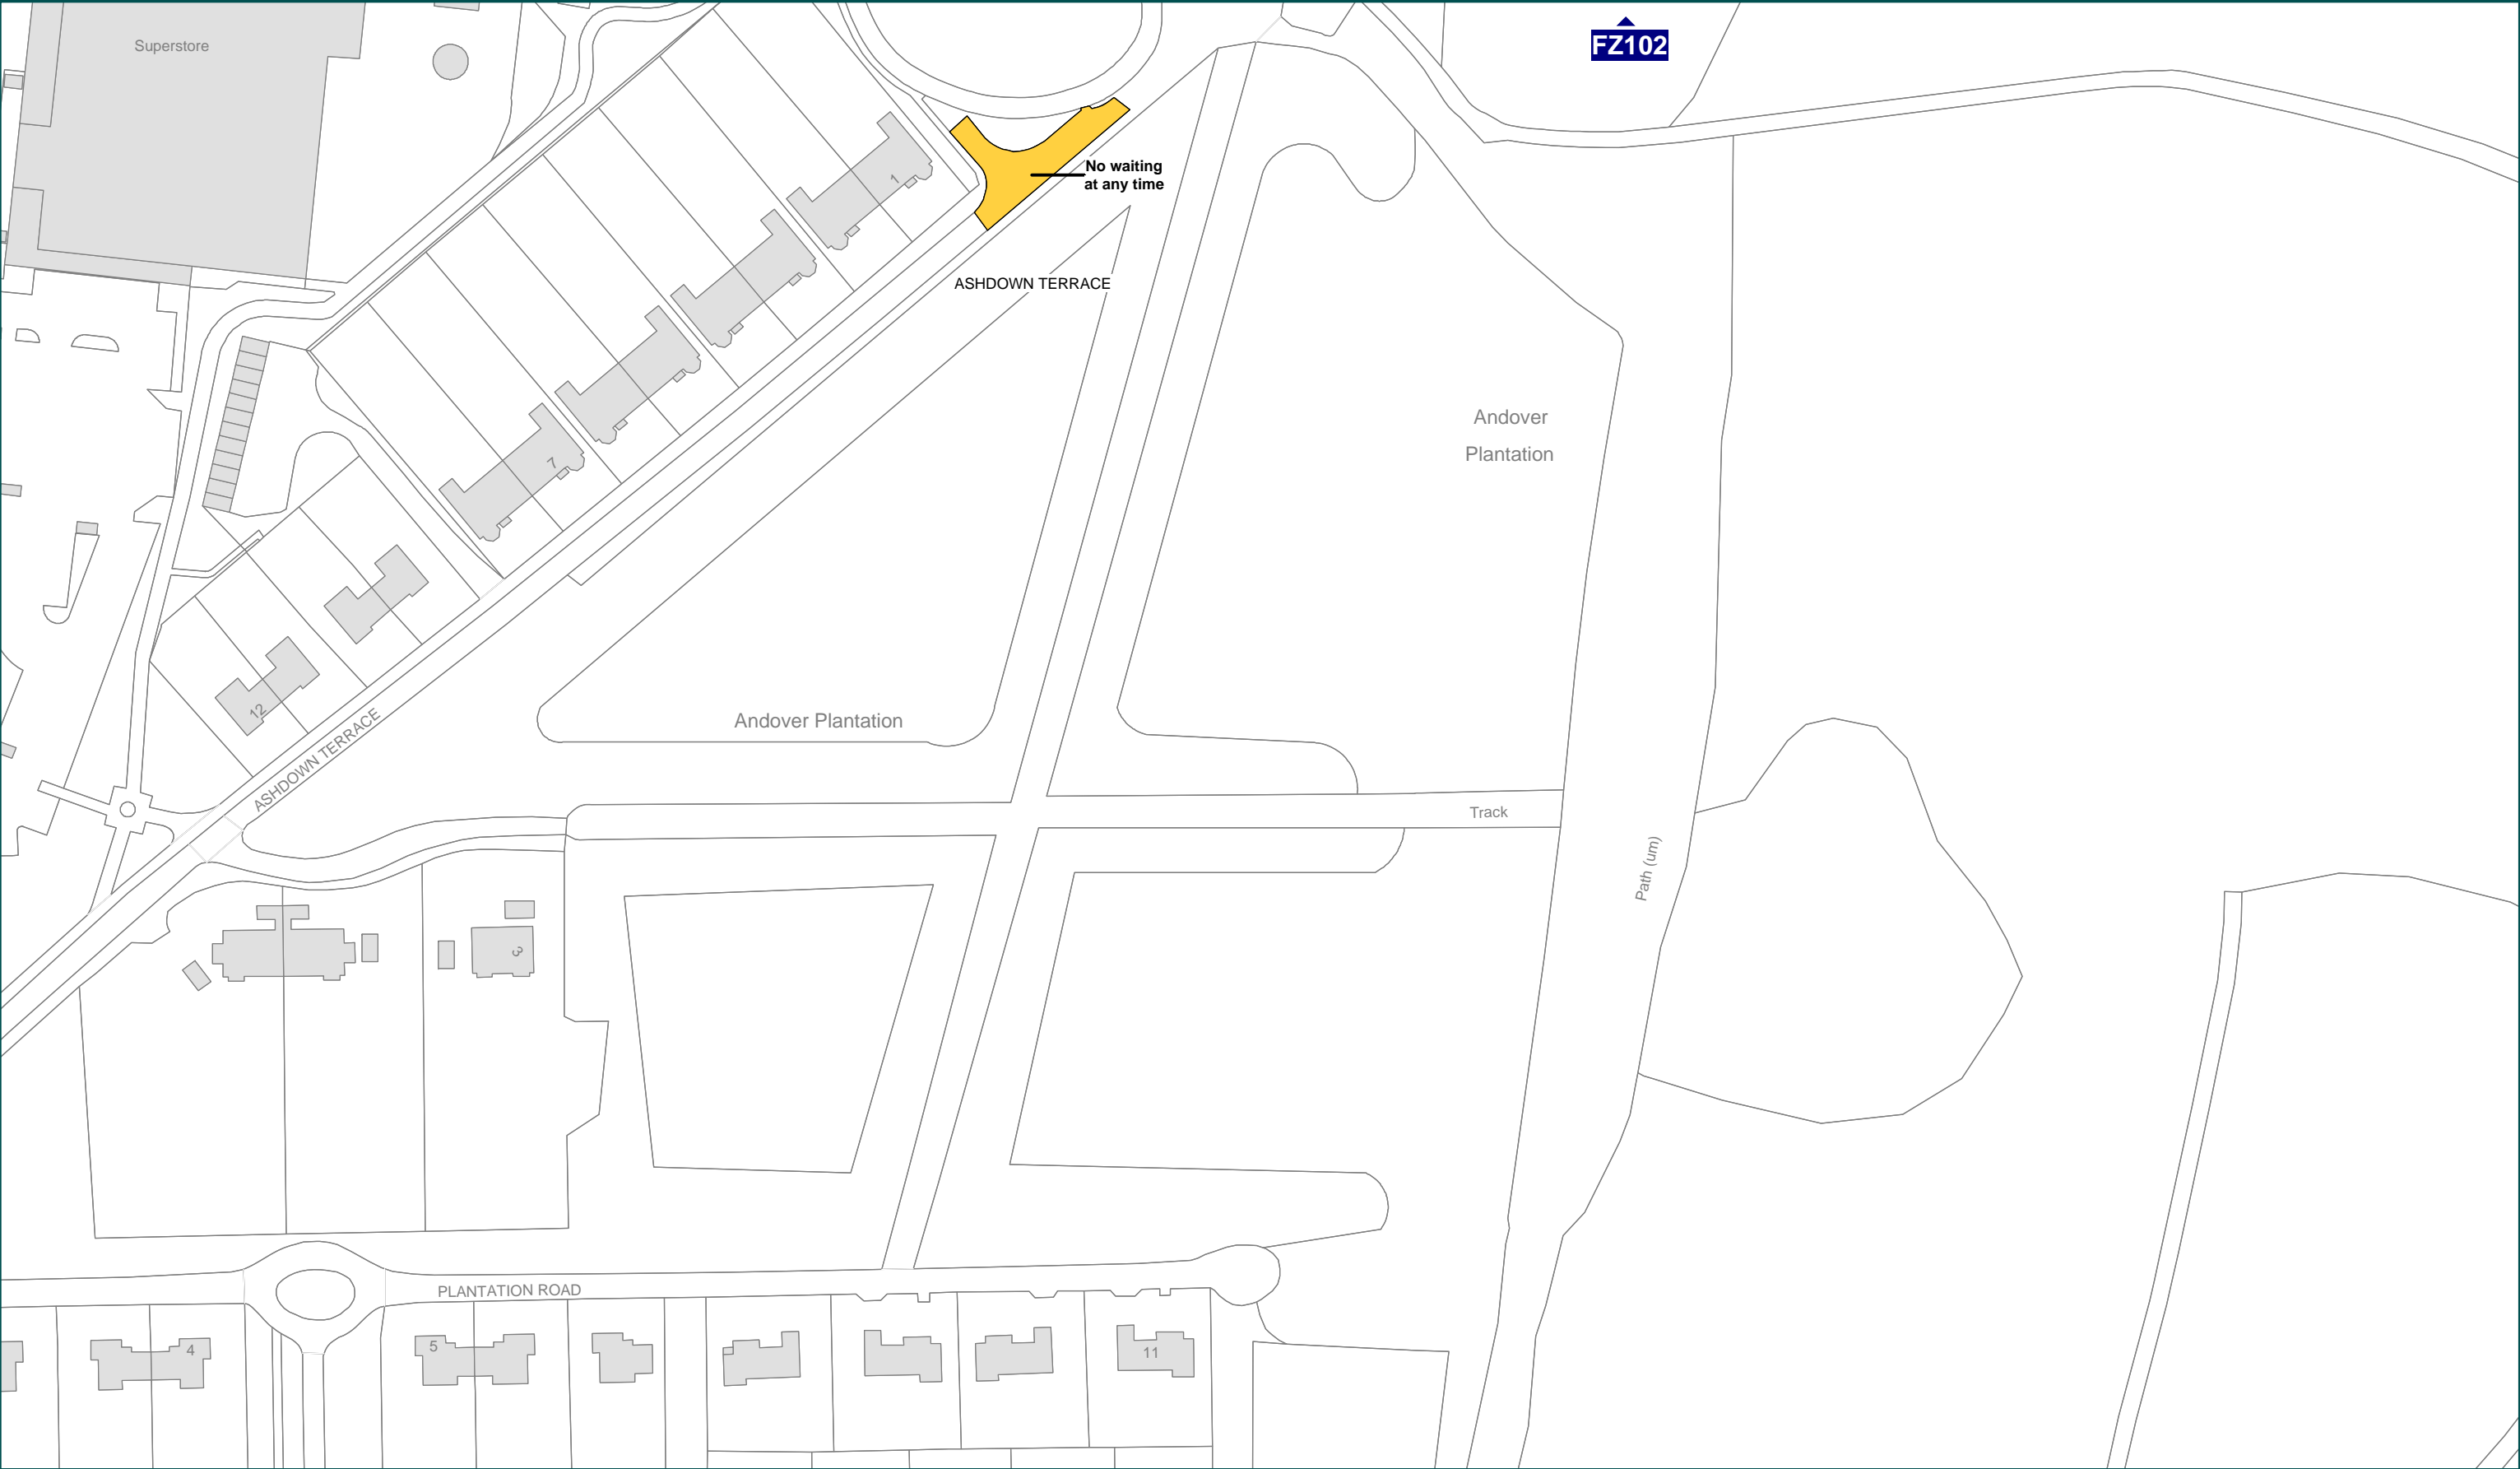 Superstore
FZ102
No waiting
at any time
1
ASHDOWN TERRACE
Andover
Plantation
7
12
Andover Plantation
ASHDOWN TERRACE
Track
Path (um)
3
PLANTATION ROAD
4
5
11